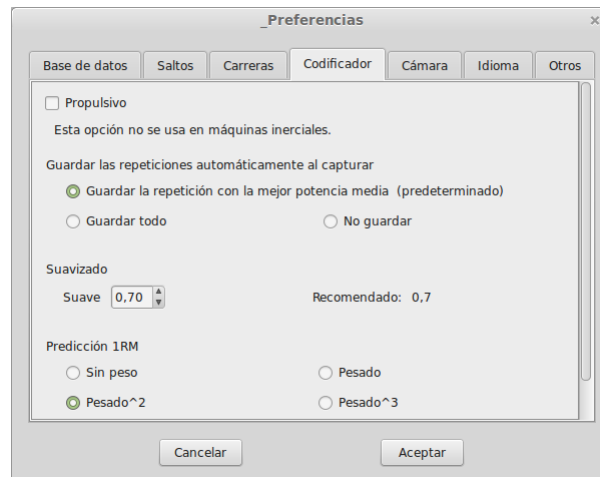 _Preferencias
Base de datos Saltos Carreras Codificador Cámara Idioma Otros
Propulsivo
Esta opción no se usa en máquinas inerciales.
Guardar las repeticiones automáticamente al capturar
Guardar la repetición con la mejor potencia media (predeterminado)
Guardar todo No guardar
Suavizado
Suave 0,70 Recomendado: 0,7
Predicción 1RM
Sin peso Pesado
Pesado^2 Pesado^3
Cancelar Aceptar